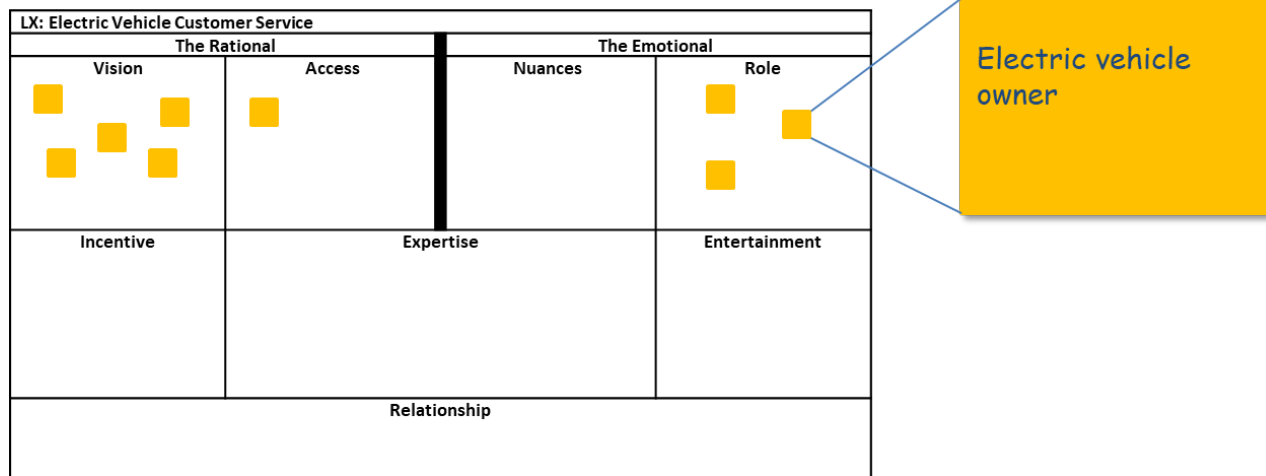 LX: Electric Vehicle Customer Service
The Rational
The Emotional
Vision
Access
Nuances
Role
Electric vehicle
owner
Incentive
Expertise
Entertainment
Relationship